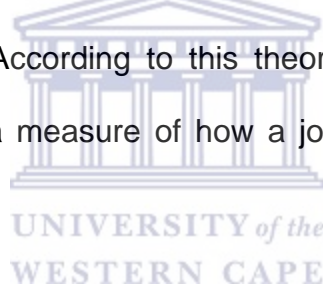 According to this theor
a measure of how a jo
UNIVERSITY of the
WESTERN CAPE